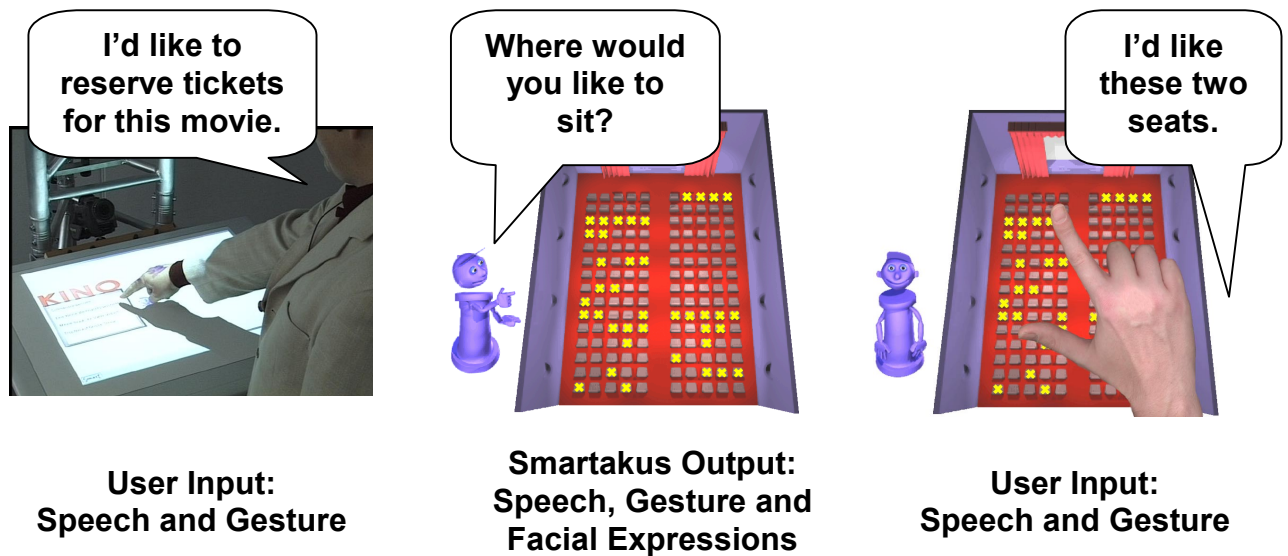 I’d like to
reserve tickets
for this movie.
Where would
you like to
sit?
I’d like
these two
seats.
KINO
User Input:
Speech and Gesture
Smartakus Output:
Speech, Gesture and
Facial Expressions
User Input:
Speech and Gesture